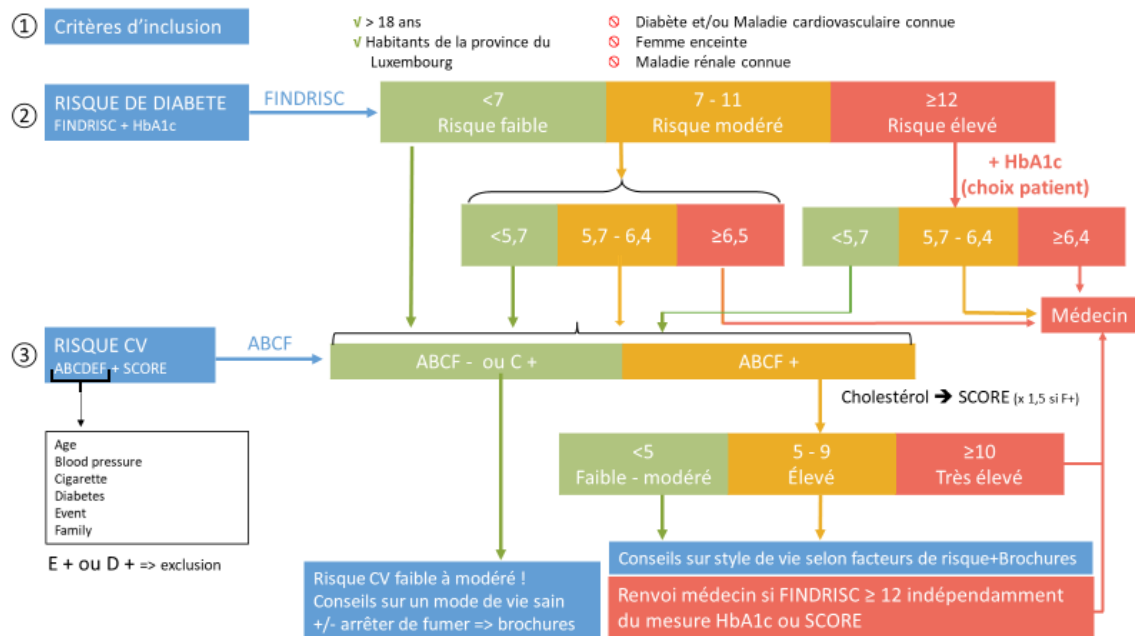 ① Critères d'inclusion
√ > 18 ans
√ Habitants de la province du
Luxembourg
Diabète et/ou Maladie cardiovasculaire connue
Femme enceinte
Maladie rénale connue
② RISQUE DE DIABETE
FINDRISC + HbA1c
FINDRISC
<7
Risque faible
7 - 11
Risque modéré
≥12
Risque élevé
+ HbA1c
(choix patient)
<5,7
5,7 - 6,4
≥6,5
<5,7
5,7 - 6,4
≥6,4
Médecin
③ RISQUE CV
ABCDEF + SCORE
ABCF
ABCF - ou C +
ABCF +
Cholestérol ➔ SCORE (x 1,5 si F+)
Age
Blood pressure
Cigarette
Diabetes
Event
Family
E + ou D + => exclusion
<5
Faible - modéré
5 - 9
Élevé
≥10
Très élevé
Risque CV faible à modéré !
Conseils sur un mode de vie sain
+/- arrêter de fumer => brochures
Conseils sur style de vie selon facteurs de risque+Brochures
Renvoi médecin si FINDRISC ≥ 12 indépendamment
du mesure HbA1c ou SCORE